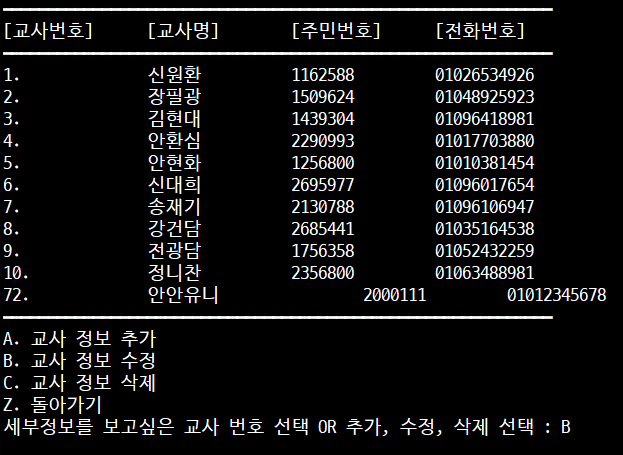 [교사번호] [교사명] [주민번호] [전화번호]
1. 신원환 1162588 01026534926
2. 장필광 1509624 01048925923
3. 김현대 1439304 01096418981
4. 안환심 2290993 01017703880
5. 안현화 1256800 01010381454
6. 신대희 2695977 01096017654
7. 송재기 2130788 01096106947
8. 강건담 2685441 01035164538
9. 전광담 1756358 01052432259
10. 정니찬 2356800 01063488981
72. 안안유니 2000111 01012345678
A. 교사 정보 추가
B. 교사 정보 수정
C. 교사 정보 삭제
Z. 돌아가기
세부정보를 보고싶은 교사 번호 선택 OR 추가, 수정, 삭제 선택 : B